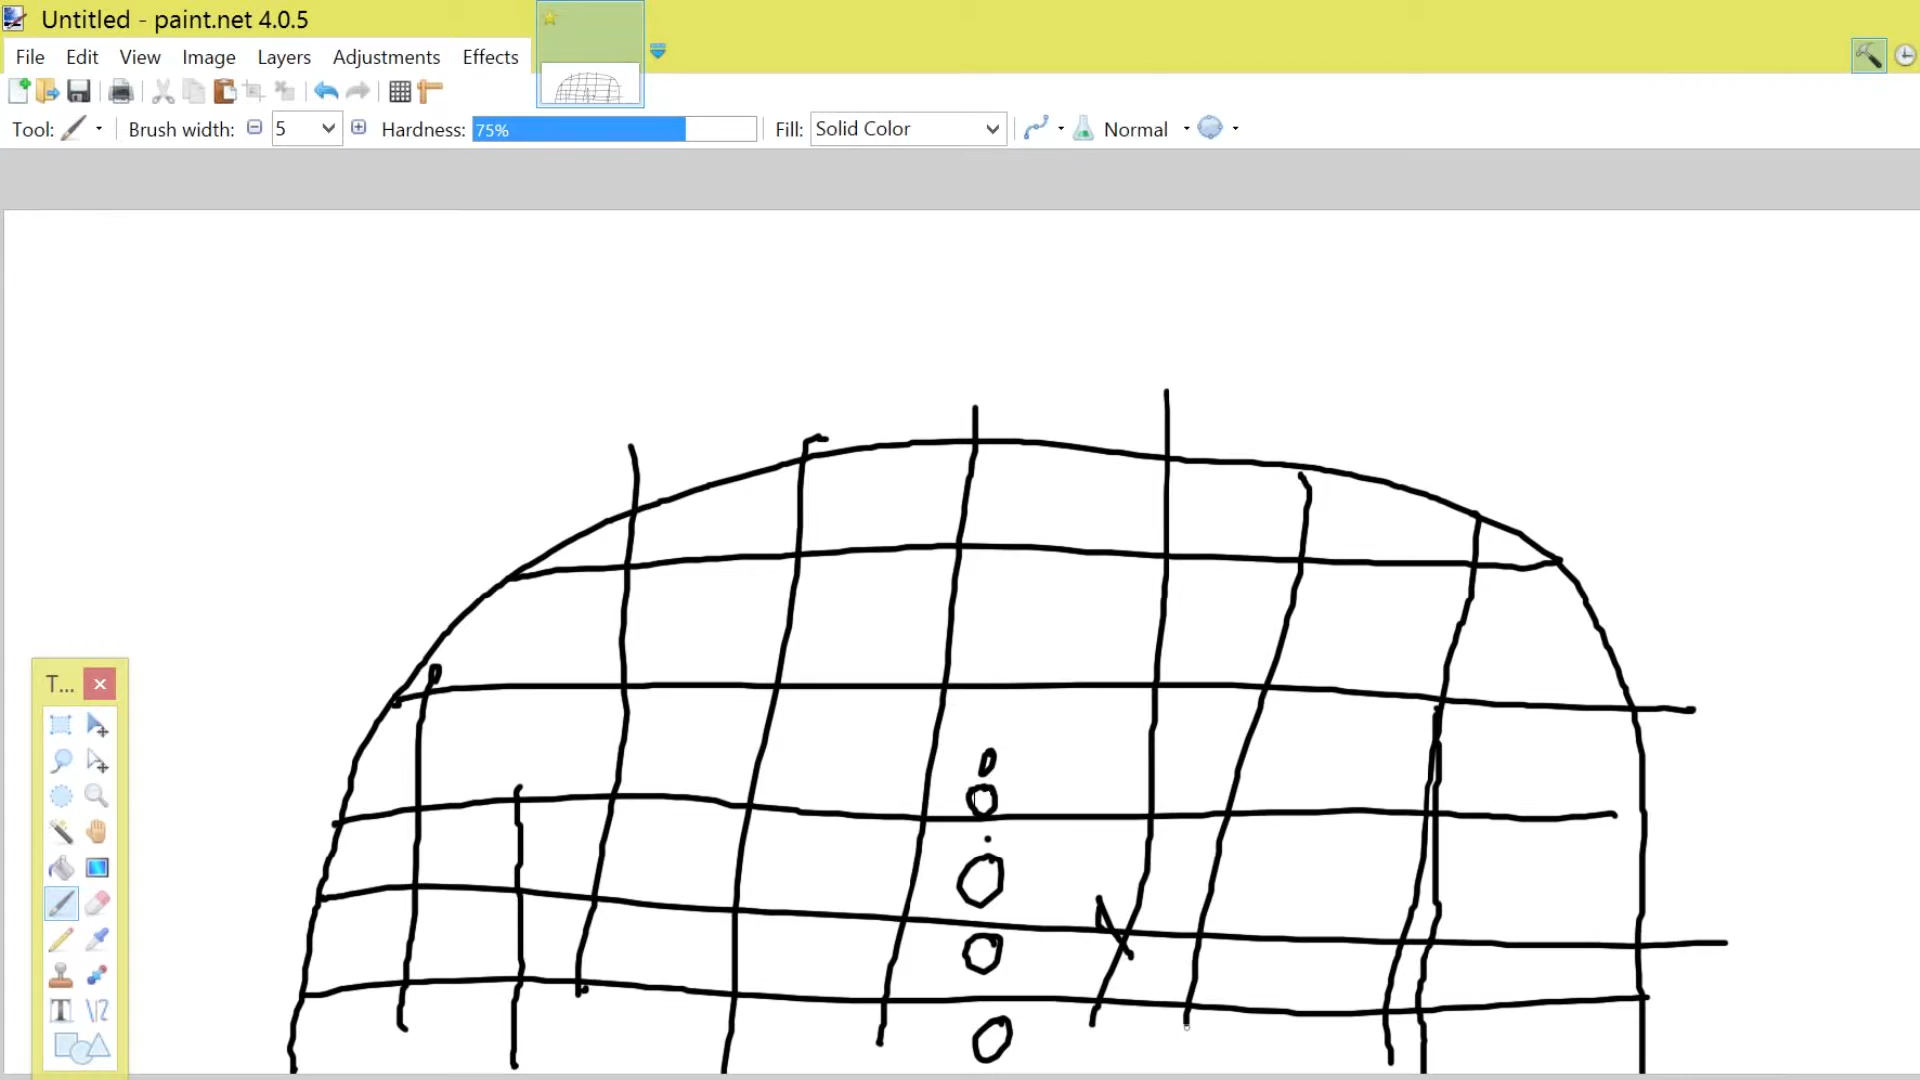 Untitled - paint.net 4.0.5
File Edit View Image Layers Adjustments Effects
Tool: Brush width: 5 Hardness: 75% Fill: Solid Color Normal
T...